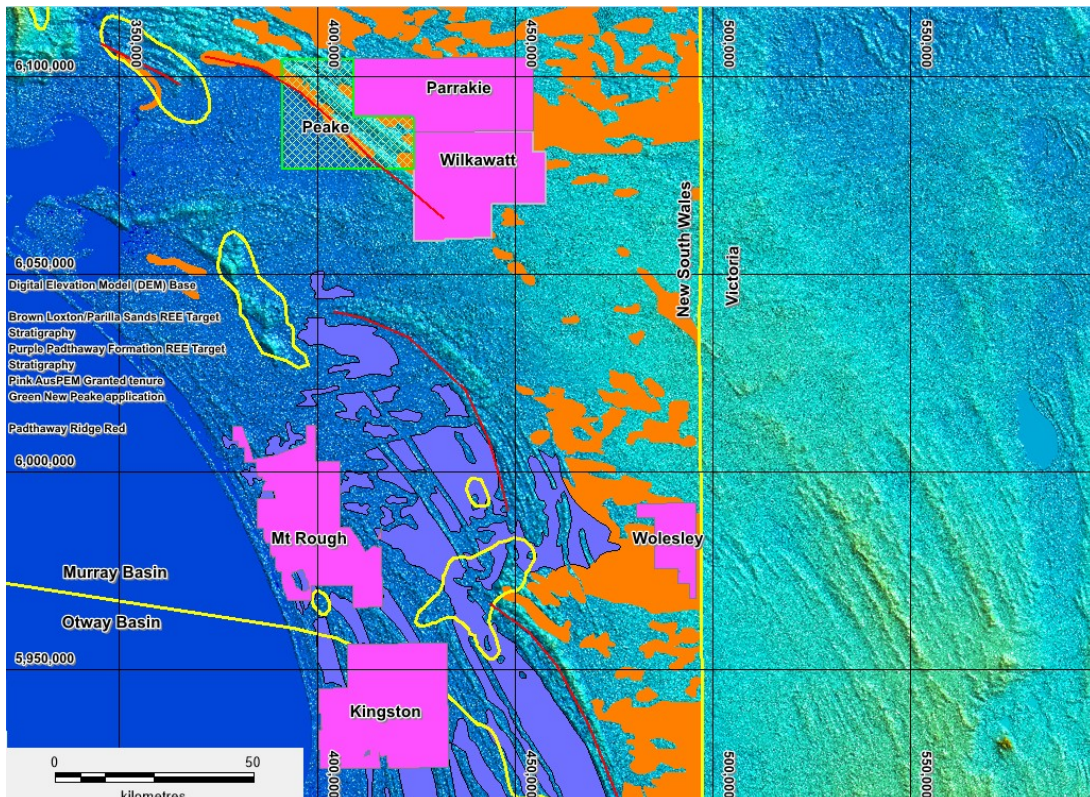 350,000
400,000
450,000
500,000
550,000
6,100,000
Parrakie
Peake
Wilkawatt
New South Wales
Victoria
6,050,000
Digital Elevation Model (DEM) Base
Brown Loxton/Parilla Sands REE Target
Stratigraphy
Purple Padthaway Formation REE Target
Stratigraphy
Pink AusPEM Granted tenure
Green New Peake application
Padthaway Ridge Red
6,000,000
Mt Rough
Wolesley
Murray Basin
Otway Basin
5,950,000
Kingston
0 50
kilometres
400,000
450,000
500,000
550,000